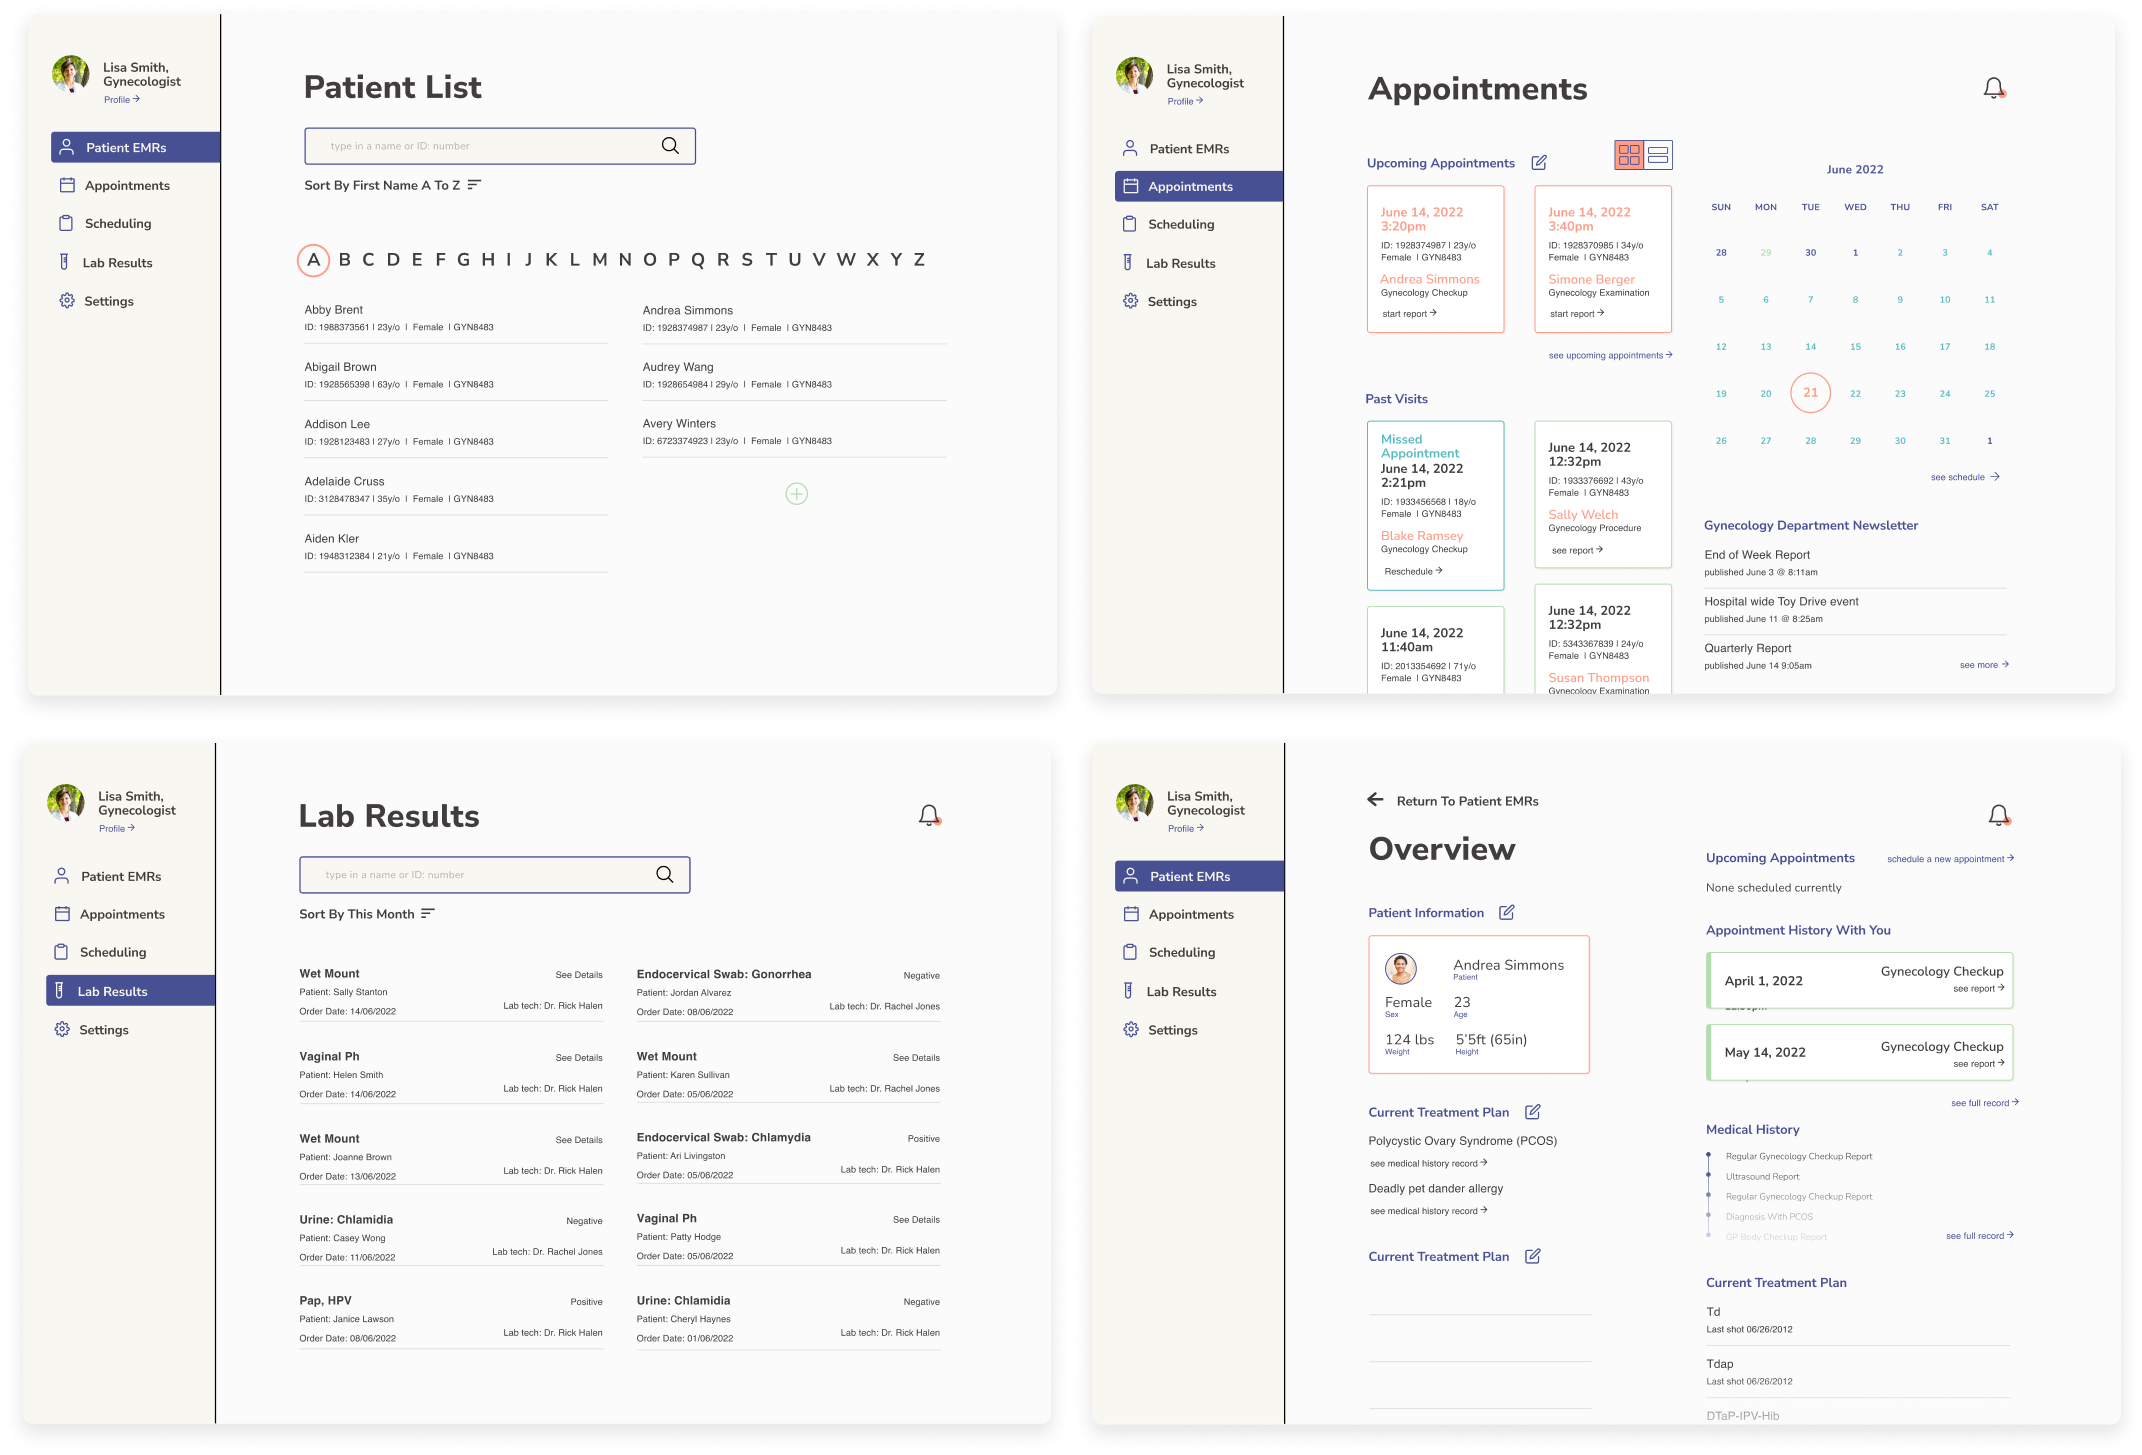 Lisa Smith,
Gynecologist
Profile →
Patient EMRs
Appointments
Scheduling
Lab Results
Settings
Patient List
type in a name or ID: number
Sort By First Name A To Z
A B C D E F G H I J K L M N O P Q R S T U V W X Y Z
Abby Brent
ID: 1988373561 | 23y/o | Female | GYN8483
Abigail Brown
ID: 1928565398 | 63y/o | Female | GYN8483
Addison Lee
ID: 1928123483 | 27y/o | Female | GYN8483
Adelaide Cruss
ID: 3128478347 | 35y/o | Female | GYN8483
Aiden Kler
ID: 1948312384 | 21y/o | Female | GYN8483
Andrea Simmons
ID: 1928374987 | 23y/o | Female | GYN8483
Audrey Wang
ID: 1928654984 | 29y/o | Female | GYN8483
Avery Winters
ID: 6723374923 | 23y/o | Female | GYN8483
Lisa Smith,
Gynecologist
Profile →
Patient EMRs
Appointments
Scheduling
Lab Results
Settings
Appointments
Upcoming Appointments
June 14, 2022
3:20pm
ID: 1928374987 | 23y/o
Female | GYN8483
Andrea Simmons
Gynecology Checkup
start report →
June 14, 2022
3:40pm
ID: 1928370985 | 34y/o
Female | GYN8483
Simone Berger
Gynecology Examination
start report →
see upcoming appointments →
Past Visits
Missed
Appointment
June 14, 2022
2:21pm
ID: 1933456568 | 18y/o
Female | GYN8483
Blake Ramsey
Gynecology Checkup
Reschedule →
June 14, 2022
11:40am
ID: 2013354692 | 71y/o
Female | GYN8483
June 14, 2022
12:32pm
ID: 1933376692 | 43y/o
Female | GYN8483
Sally Welch
Gynecology Procedure
see report →
June 14, 2022
12:32pm
ID: 5343367839 | 24y/o
Female | GYN8483
Susan Thompson
Gynecology Examination
June 2022
SUN MON TUE WED THU FRI SAT
28 29 30 1 2 3 4
5 6 7 8 9 10 11
12 13 14 15 16 17 18
19 20 21 22 23 24 25
26 27 28 29 30 31 1
see schedule →
Gynecology Department Newsletter
End of Week Report
published June 3 @ 8:11am
Hospital wide Toy Drive event
published June 11 @ 8:25am
Quarterly Report
published June 14 9:05am
see more →
Lisa Smith,
Gynecologist
Profile →
Patient EMRs
Appointments
Scheduling
Lab Results
Settings
Lab Results
type in a name or ID: number
Sort By This Month
Wet Mount
See Details
Patient: Sally Stanton
Lab tech: Dr. Rick Halen
Order Date: 14/06/2022
Vaginal Ph
See Details
Patient: Helen Smith
Lab tech: Dr. Rick Halen
Order Date: 14/06/2022
Wet Mount
See Details
Patient: Joanne Brown
Lab tech: Dr. Rick Halen
Order Date: 13/06/2022
Urine: Chlamidia
Negative
Patient: Casey Wong
Lab tech: Dr. Rachel Jones
Order Date: 11/06/2022
Pap, HPV
Positive
Patient: Janice Lawson
Lab tech: Dr. Rick Halen
Order Date: 08/06/2022
Endocervical Swab: Gonorrhea
Negative
Patient: Jordan Alvarez
Lab tech: Dr. Rachel Jones
Order Date: 08/06/2022
Wet Mount
See Details
Patient: Karen Sullivan
Lab tech: Dr. Rachel Jones
Order Date: 05/06/2022
Endocervical Swab: Chlamydia
Positive
Patient: Ari Livingston
Lab tech: Dr. Rick Halen
Order Date: 05/06/2022
Vaginal Ph
See Details
Patient: Patty Hodge
Lab tech: Dr. Rick Halen
Order Date: 05/06/2022
Urine: Chlamidia
Negative
Patient: Cheryl Haynes
Lab tech: Dr. Rick Halen
Order Date: 01/06/2022
Lisa Smith,
Gynecologist
Profile →
Patient EMRs
Appointments
Scheduling
Lab Results
Settings
← Return To Patient EMRs
Overview
Patient Information
Andrea Simmons
Patient
Female
Sex
23
Age
124 lbs
Weight
5'5ft (65in)
Height
Current Treatment Plan
Polycystic Ovary Syndrome (PCOS)
see medical history record →
Deadly pet dander allergy
see medical history record →
Current Treatment Plan
Upcoming Appointments
schedule a new appointment →
None scheduled currently
Appointment History With You
April 1, 2022
Gynecology Checkup
see report →
May 14, 2022
Gynecology Checkup
see report →
see full record →
Medical History
Regular Gynecology Checkup Report
Ultrasound Report
Regular Gynecology Checkup Report
Diagnosis With PCOS
GP Body Checkup Report
see full record →
Current Treatment Plan
Td
Last shot 06/26/2012
Tdap
Last shot 06/26/2012
DTaP-IPV-Hib